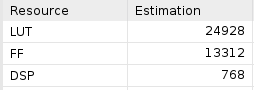 Resource Estimation
LUT 24928
FF 13312
DSP 768